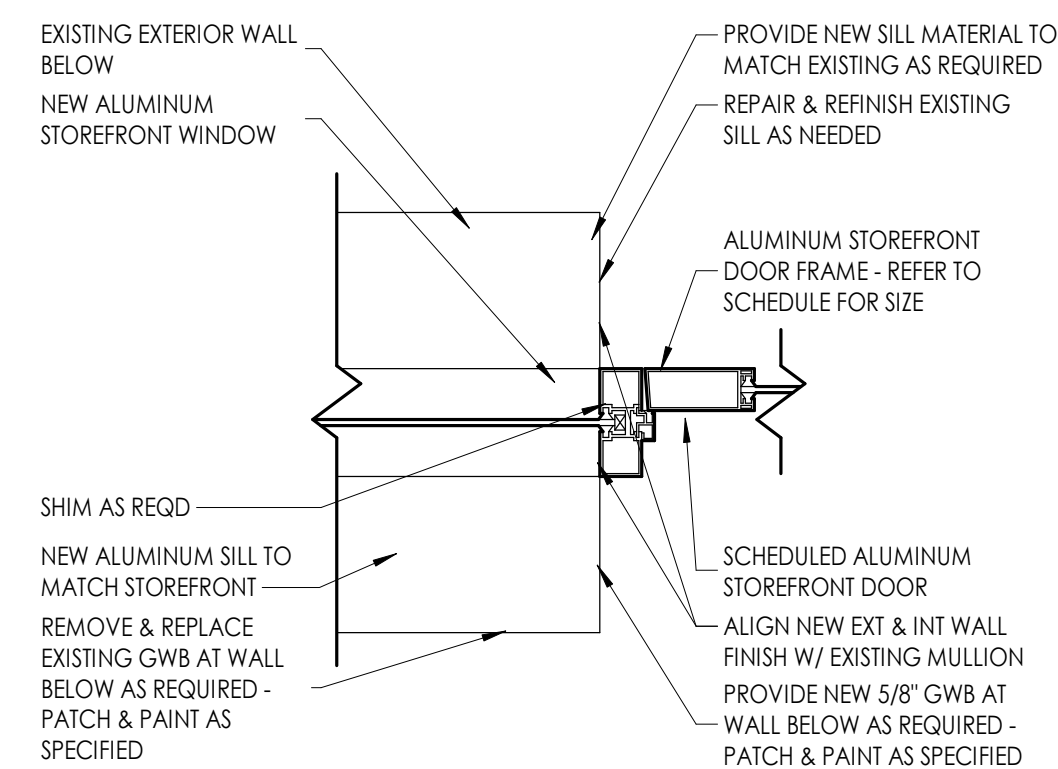 EXISTING EXTERIOR WALL
BELOW
NEW ALUMINUM
STOREFRONT WINDOW
SHIM AS REQD
NEW ALUMINUM SILL TO
MATCH STOREFRONT
REMOVE & REPLACE
EXISTING GWB AT WALL
BELOW AS REQUIRED -
PATCH & PAINT AS
SPECIFIED
PROVIDE NEW SILL MATERIAL TO
MATCH EXISTING AS REQUIRED
REPAIR & REFINISH EXISTING
SILL AS NEEDED
ALUMINUM STOREFRONT
DOOR FRAME - REFER TO
SCHEDULE FOR SIZE
SCHEDULED ALUMINUM
STOREFRONT DOOR
ALIGN NEW EXT & INT WALL
FINISH W/ EXISTING MULLION
PROVIDE NEW 5/8" GWB AT
WALL BELOW AS REQUIRED -
PATCH & PAINT AS SPECIFIED